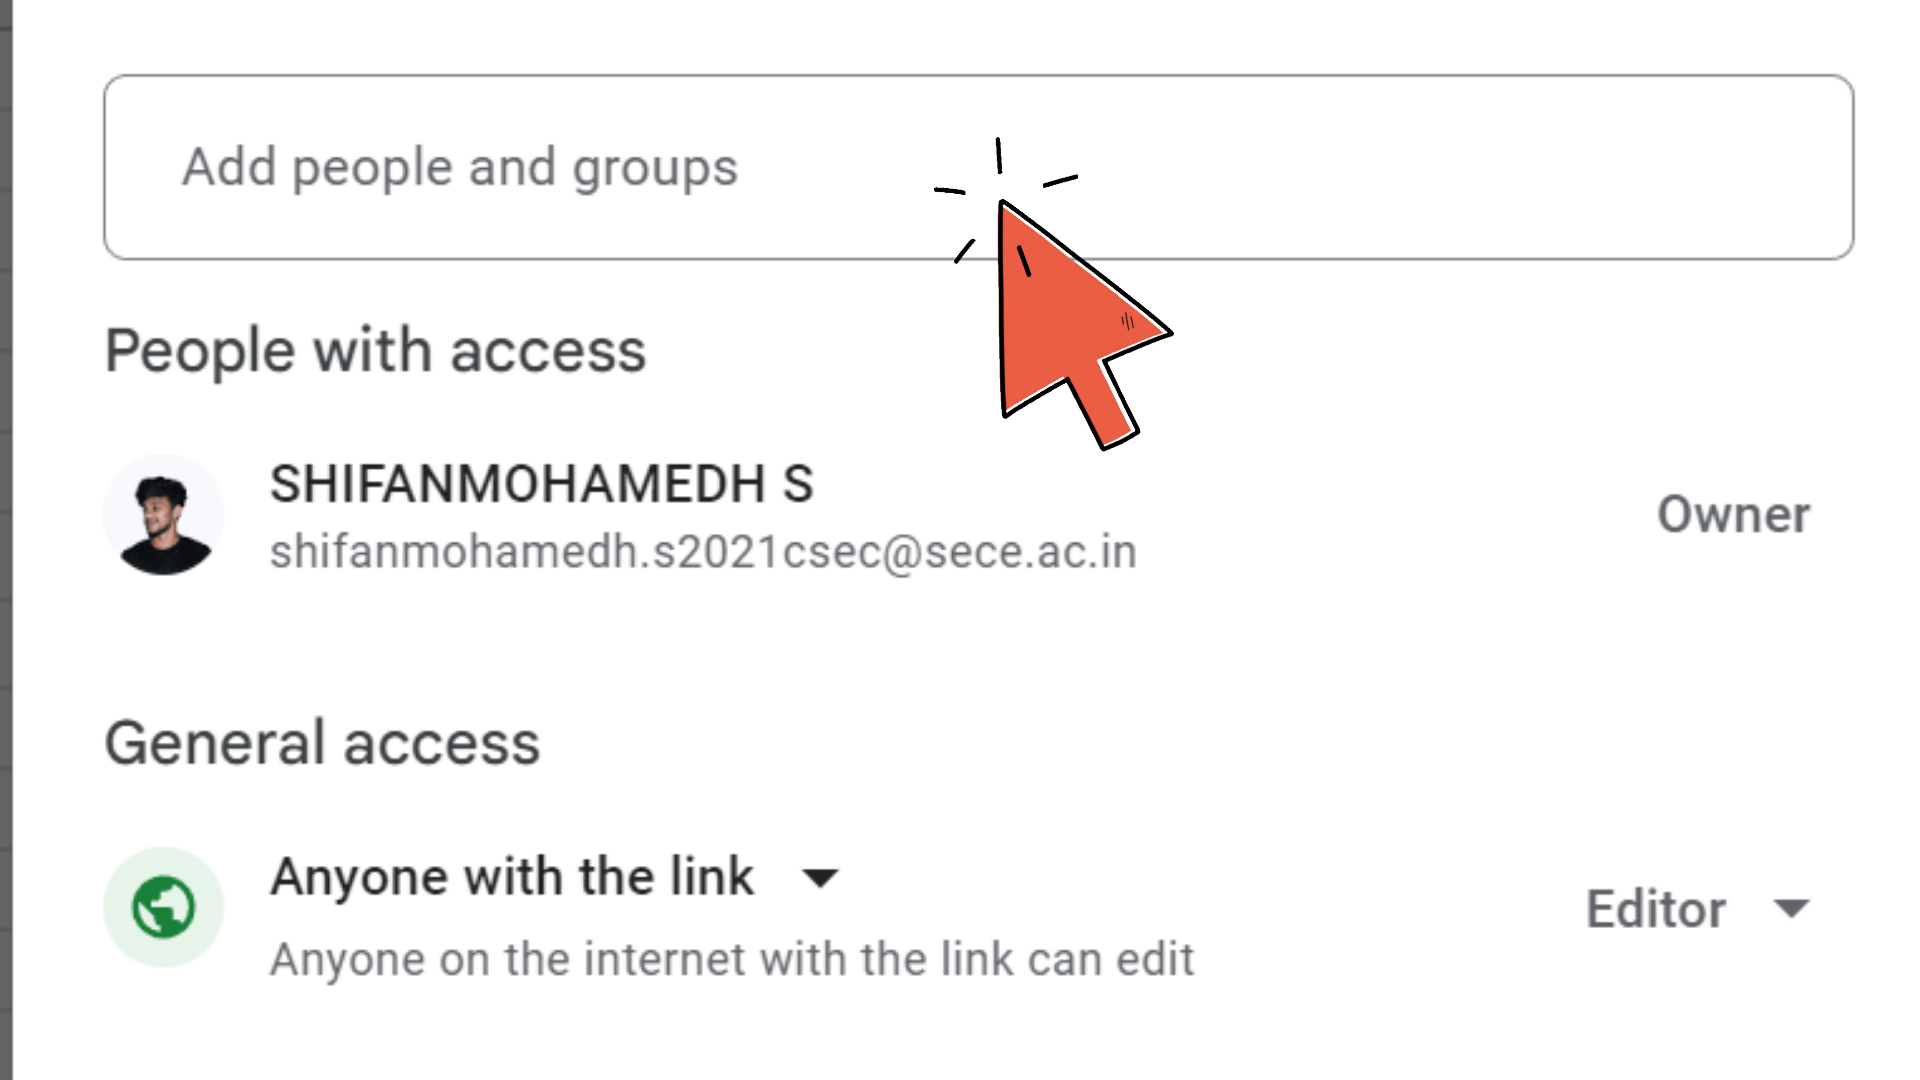 Add people and groups
People with access
SHIFANMOHAMEDH S
shifanmohamedh.s2021csec@sece.ac.in
Owner
General access
Anyone with the link
Anyone on the internet with the link can edit
Editor